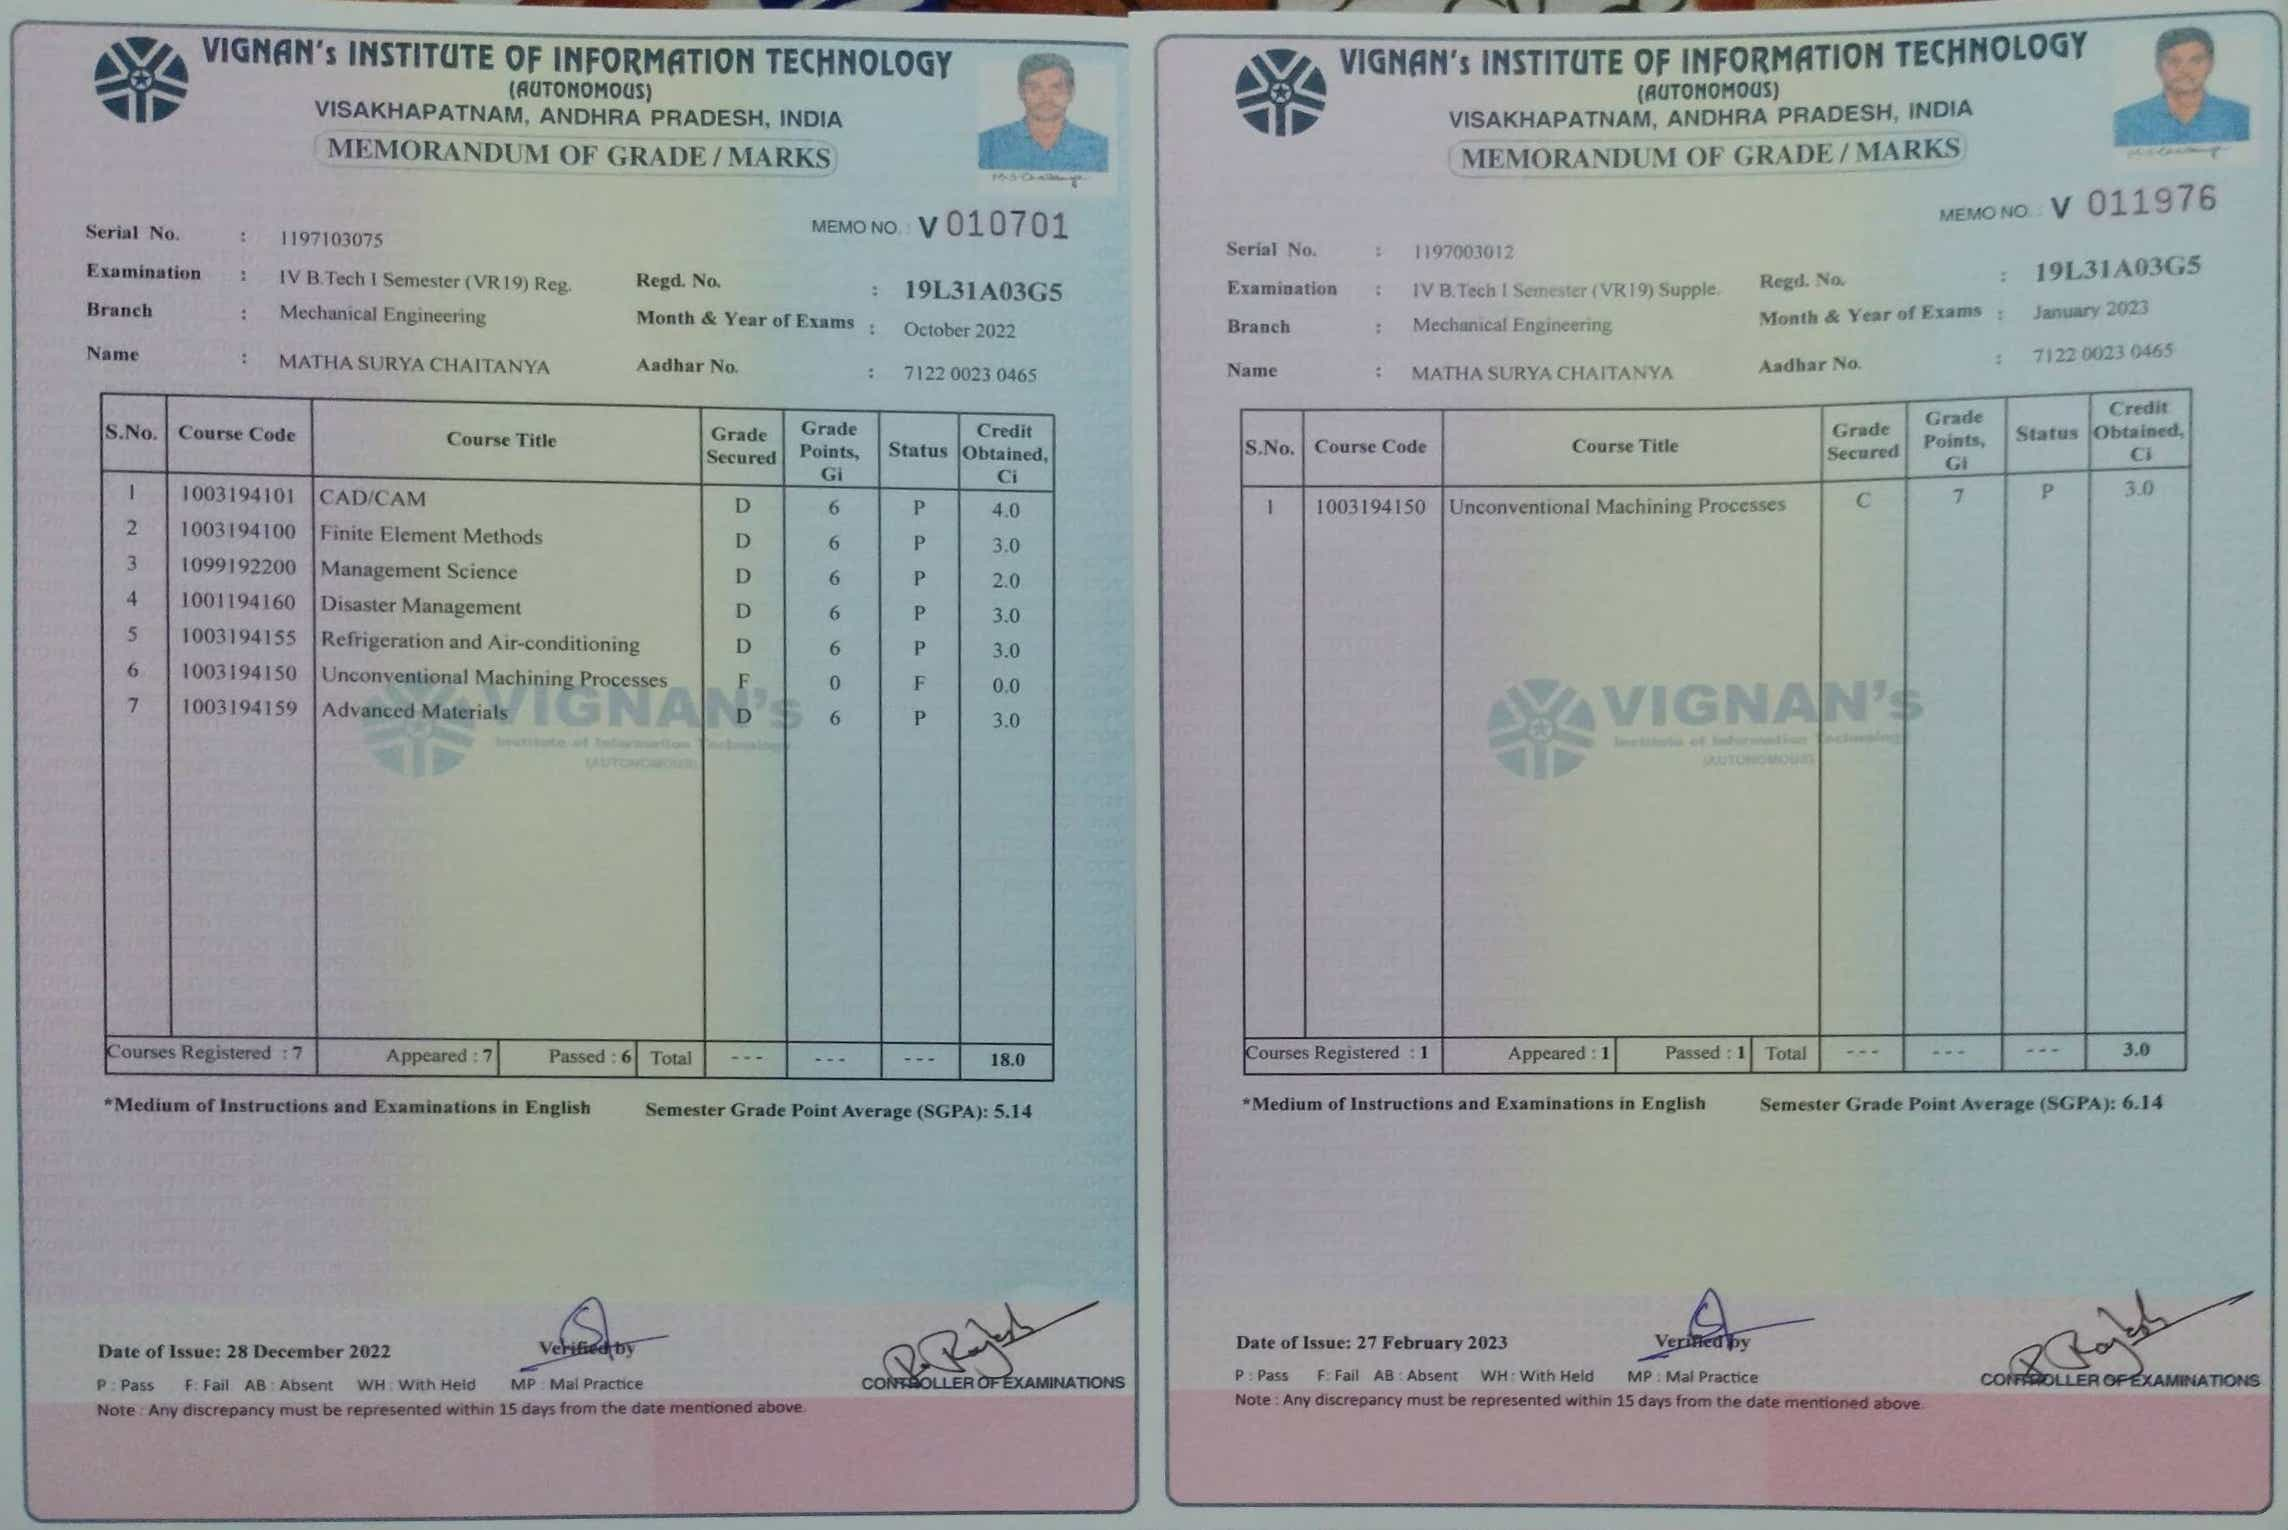 VIGNAN's INSTITUTE OF INFORMATION TECHNOLOGY
(AUTONOMOUS)
VISAKHAPATNAM, ANDHRA PRADESH, INDIA
MEMORANDUM OF GRADE / MARKS
MEMO NO. : V 010701
Serial No. : 1197103075
Examination : IV B.Tech I Semester (VR19) Reg. Regd. No. : 19L31A03G5
Branch : Mechanical Engineering Month & Year of Exams : October 2022
Name : MATHA SURYA CHAITANYA Aadhar No. : 7122 0023 0465
S.No. Course Code Course Title Grade Secured Grade Points, Gi Status Credit Obtained, Ci
1 1003194101 CAD/CAM D 6 P 4.0
2 1003194100 Finite Element Methods D 6 P 3.0
3 1099192200 Management Science D 6 P 2.0
4 1001194160 Disaster Management D 6 P 3.0
5 1003194155 Refrigeration and Air-conditioning D 6 P 3.0
6 1003194150 Unconventional Machining Processes F 0 F 0.0
7 1003194159 Advanced Materials D 6 P 3.0
VIGNAN's
Institute of Information Technology
(AUTONOMOUS)
Courses Registered : 7 Appeared : 7 Passed : 6 Total --- --- --- 18.0
*Medium of Instructions and Examinations in English Semester Grade Point Average (SGPA): 5.14
Date of Issue: 28 December 2022 Verified by
CONTROLLER OF EXAMINATIONS
P : Pass F: Fail AB : Absent WH : With Held MP : Mal Practice
Note : Any discrepancy must be represented within 15 days from the date mentioned above.
VIGNAN's INSTITUTE OF INFORMATION TECHNOLOGY
(AUTONOMOUS)
VISAKHAPATNAM, ANDHRA PRADESH, INDIA
MEMORANDUM OF GRADE / MARKS
MEMO NO. : V 011976
Serial No. : 1197003012
Examination : IV B.Tech I Semester (VR19) Supple. Regd. No. : 19L31A03G5
Branch : Mechanical Engineering Month & Year of Exams : January 2023
Name : MATHA SURYA CHAITANYA Aadhar No. : 7122 0023 0465
S.No. Course Code Course Title Grade Secured Grade Points, Gi Status Credit Obtained, Ci
1 1003194150 Unconventional Machining Processes C 7 P 3.0
VIGNAN's
Institute of Information Technology
(AUTONOMOUS)
Courses Registered : 1 Appeared : 1 Passed : 1 Total --- --- --- 3.0
*Medium of Instructions and Examinations in English Semester Grade Point Average (SGPA): 6.14
Date of Issue: 27 February 2023 Verified by
CONTROLLER OF EXAMINATIONS
P : Pass F: Fail AB : Absent WH : With Held MP : Mal Practice
Note : Any discrepancy must be represented within 15 days from the date mentioned above.